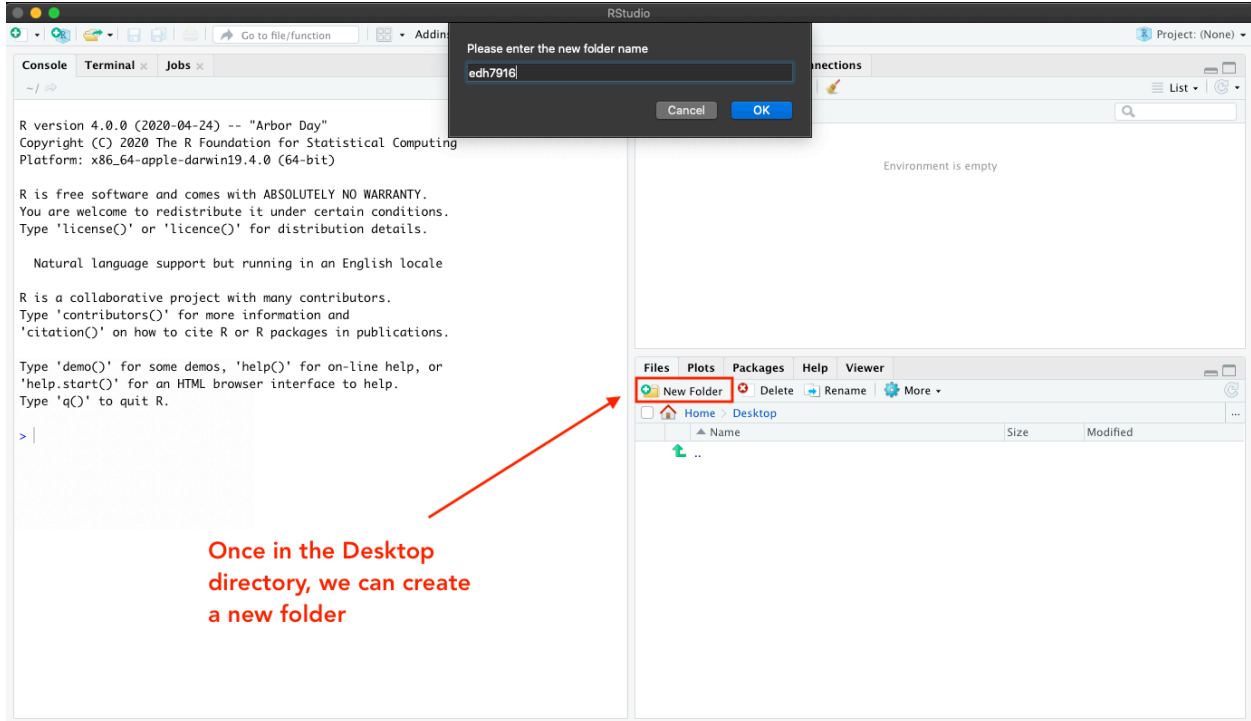 RStudio
Go to file/function
Addin
Project: (None)
Please enter the new folder name
edh7916
Cancel
OK
Console
Terminal
Jobs
nnections
~/
List
R version 4.0.0 (2020-04-24) -- "Arbor Day"
Copyright (C) 2020 The R Foundation for Statistical Computing
Platform: x86_64-apple-darwin19.4.0 (64-bit)
R is free software and comes with ABSOLUTELY NO WARRANTY.
You are welcome to redistribute it under certain conditions.
Type 'license()' or 'licence()' for distribution details.
Natural language support but running in an English locale
R is a collaborative project with many contributors.
Type 'contributors()' for more information and
'citation()' on how to cite R or R packages in publications.
Type 'demo()' for some demos, 'help()' for on-line help, or
'help.start()' for an HTML browser interface to help.
Type 'q()' to quit R.
>
Environment is empty
Files
Plots
Packages
Help
Viewer
New Folder
Delete
Rename
More
Home
Desktop
...
Name
Size
Modified
..
Once in the Desktop
directory, we can create
a new folder